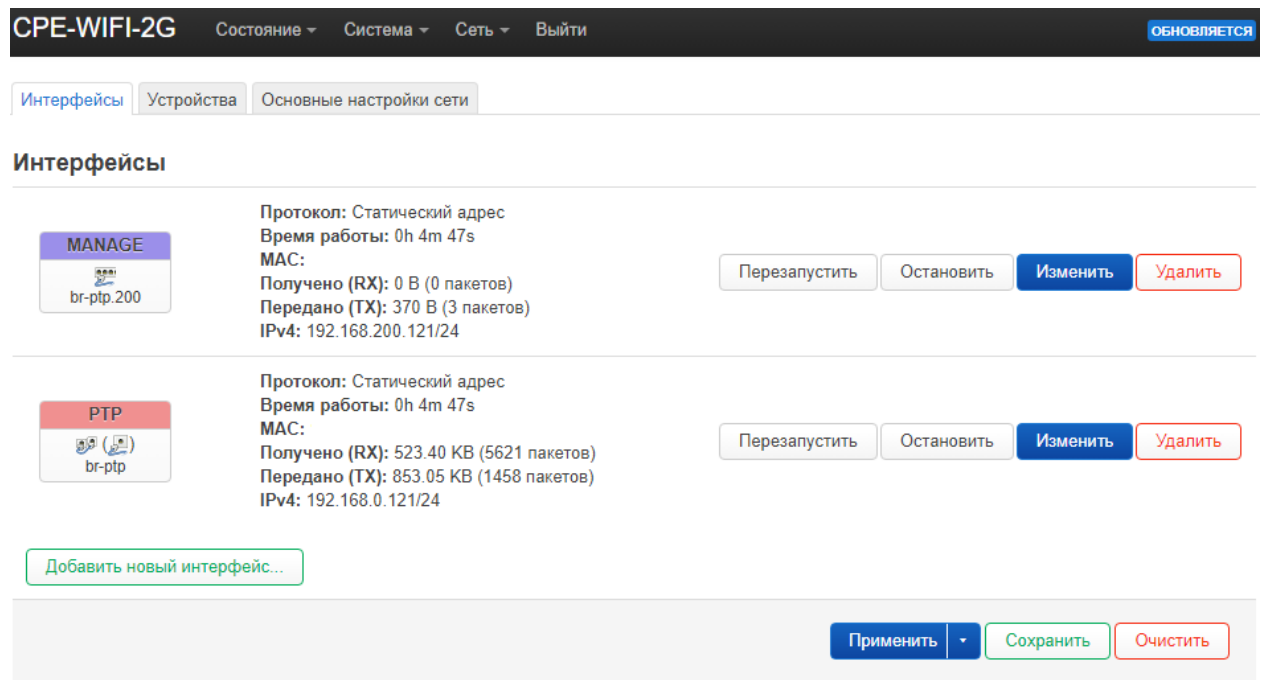 CPE-WIFI-2G Состояние Система Сеть Выйти ОБНОВЛЯЕТСЯ
Интерфейсы Устройства Основные настройки сети
Интерфейсы
MANAGE
br-ptp.200
Протокол: Статический адрес
Время работы: 0h 4m 47s
MAC:
Получено (RX): 0 B (0 пакетов)
Передано (TX): 370 B (3 пакетов)
IPv4: 192.168.200.121/24
Перезапустить Остановить Изменить Удалить
PTP
( )
br-ptp
Протокол: Статический адрес
Время работы: 0h 4m 47s
MAC:
Получено (RX): 523.40 KB (5621 пакетов)
Передано (TX): 853.05 KB (1458 пакетов)
IPv4: 192.168.0.121/24
Перезапустить Остановить Изменить Удалить
Добавить новый интерфейс...
Применить Сохранить Очистить